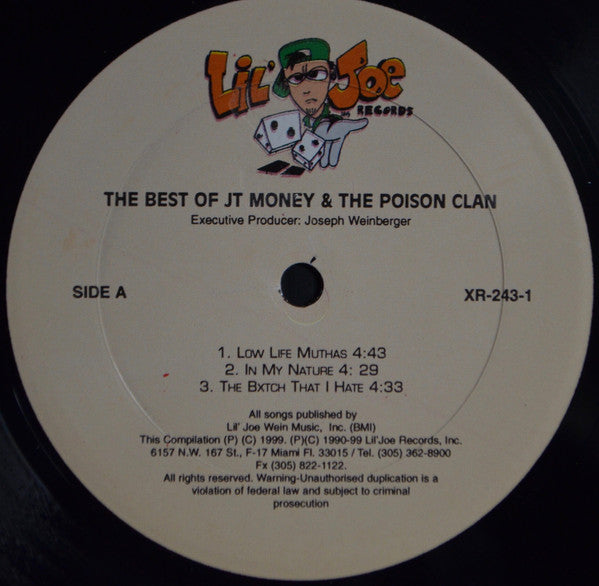 LIL' JOE
RECORDS
THE BEST OF JT MONEY & THE POISON CLAN
Executive Producer: Joseph Weinberger
SIDE A
XR-243-1
1. LOW LIFE MUTHAS 4:43
2. IN MY NATURE 4: 29
3. THE BXTCH THAT I HATE 4:33
All songs published by
Lil' Joe Wein Music, Inc. (BMI)
This Compilation (P) (C) 1999. (P)(C) 1990-99 Lil'Joe Records, Inc.
6157 N.W. 167 St., F-17 Miami Fl. 33015 / Tel. (305) 362-8900
Fx (305) 822-1122.
All rights reserved. Warning-Unauthorised duplication is a
violation of federal law and subject to criminal
prosecution